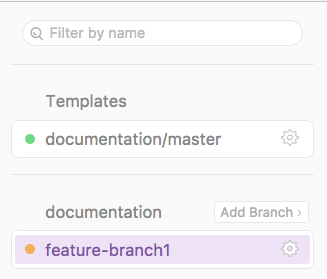 Filter by name
Templates
documentation/master
documentation
Add Branch ›
feature-branch1